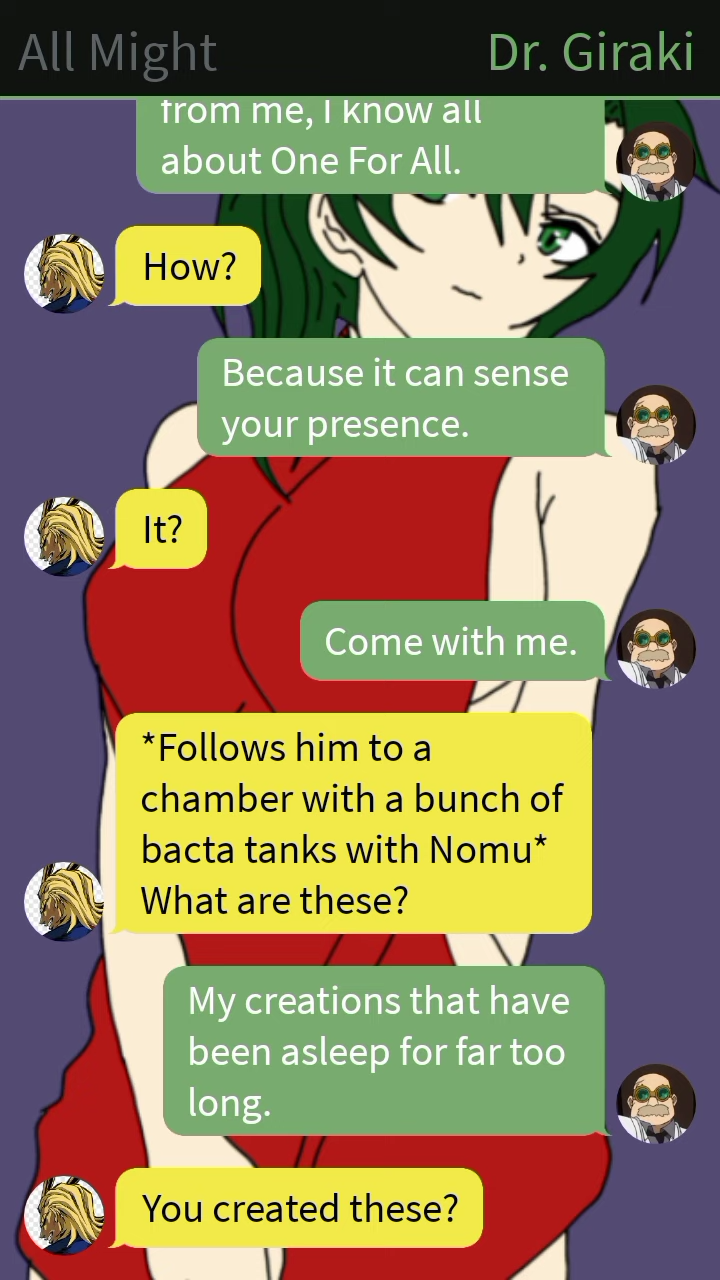 All Might
Dr. Giraki
from me, I know all
about One For All.
How?
Because it can sense
your presence.
It?
Come with me.
*Follows him to a
chamber with a bunch of
bacta tanks with Nomu*
What are these?
My creations that have
been asleep for far too
long.
You created these?